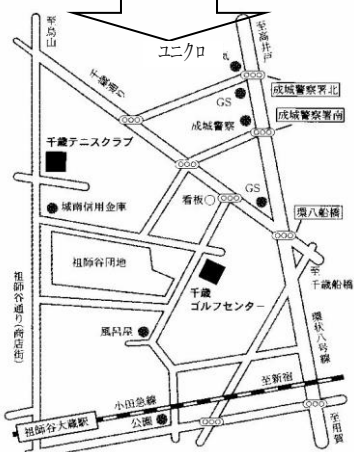 ユニクロ
至烏山
至高井戸
千歳通り
GS
成城警察署北
成城警察
成城警察署南
千歳テニスクラブ
城南信用金庫
看板
GS
環八船橋
祖師谷団地
千歳
ゴルフセンター
至
千歳船橋
祖師谷通り(商店街)
環状八号線
風呂屋
至新宿
小田急線
祖師谷大蔵駅
公園
至用賀